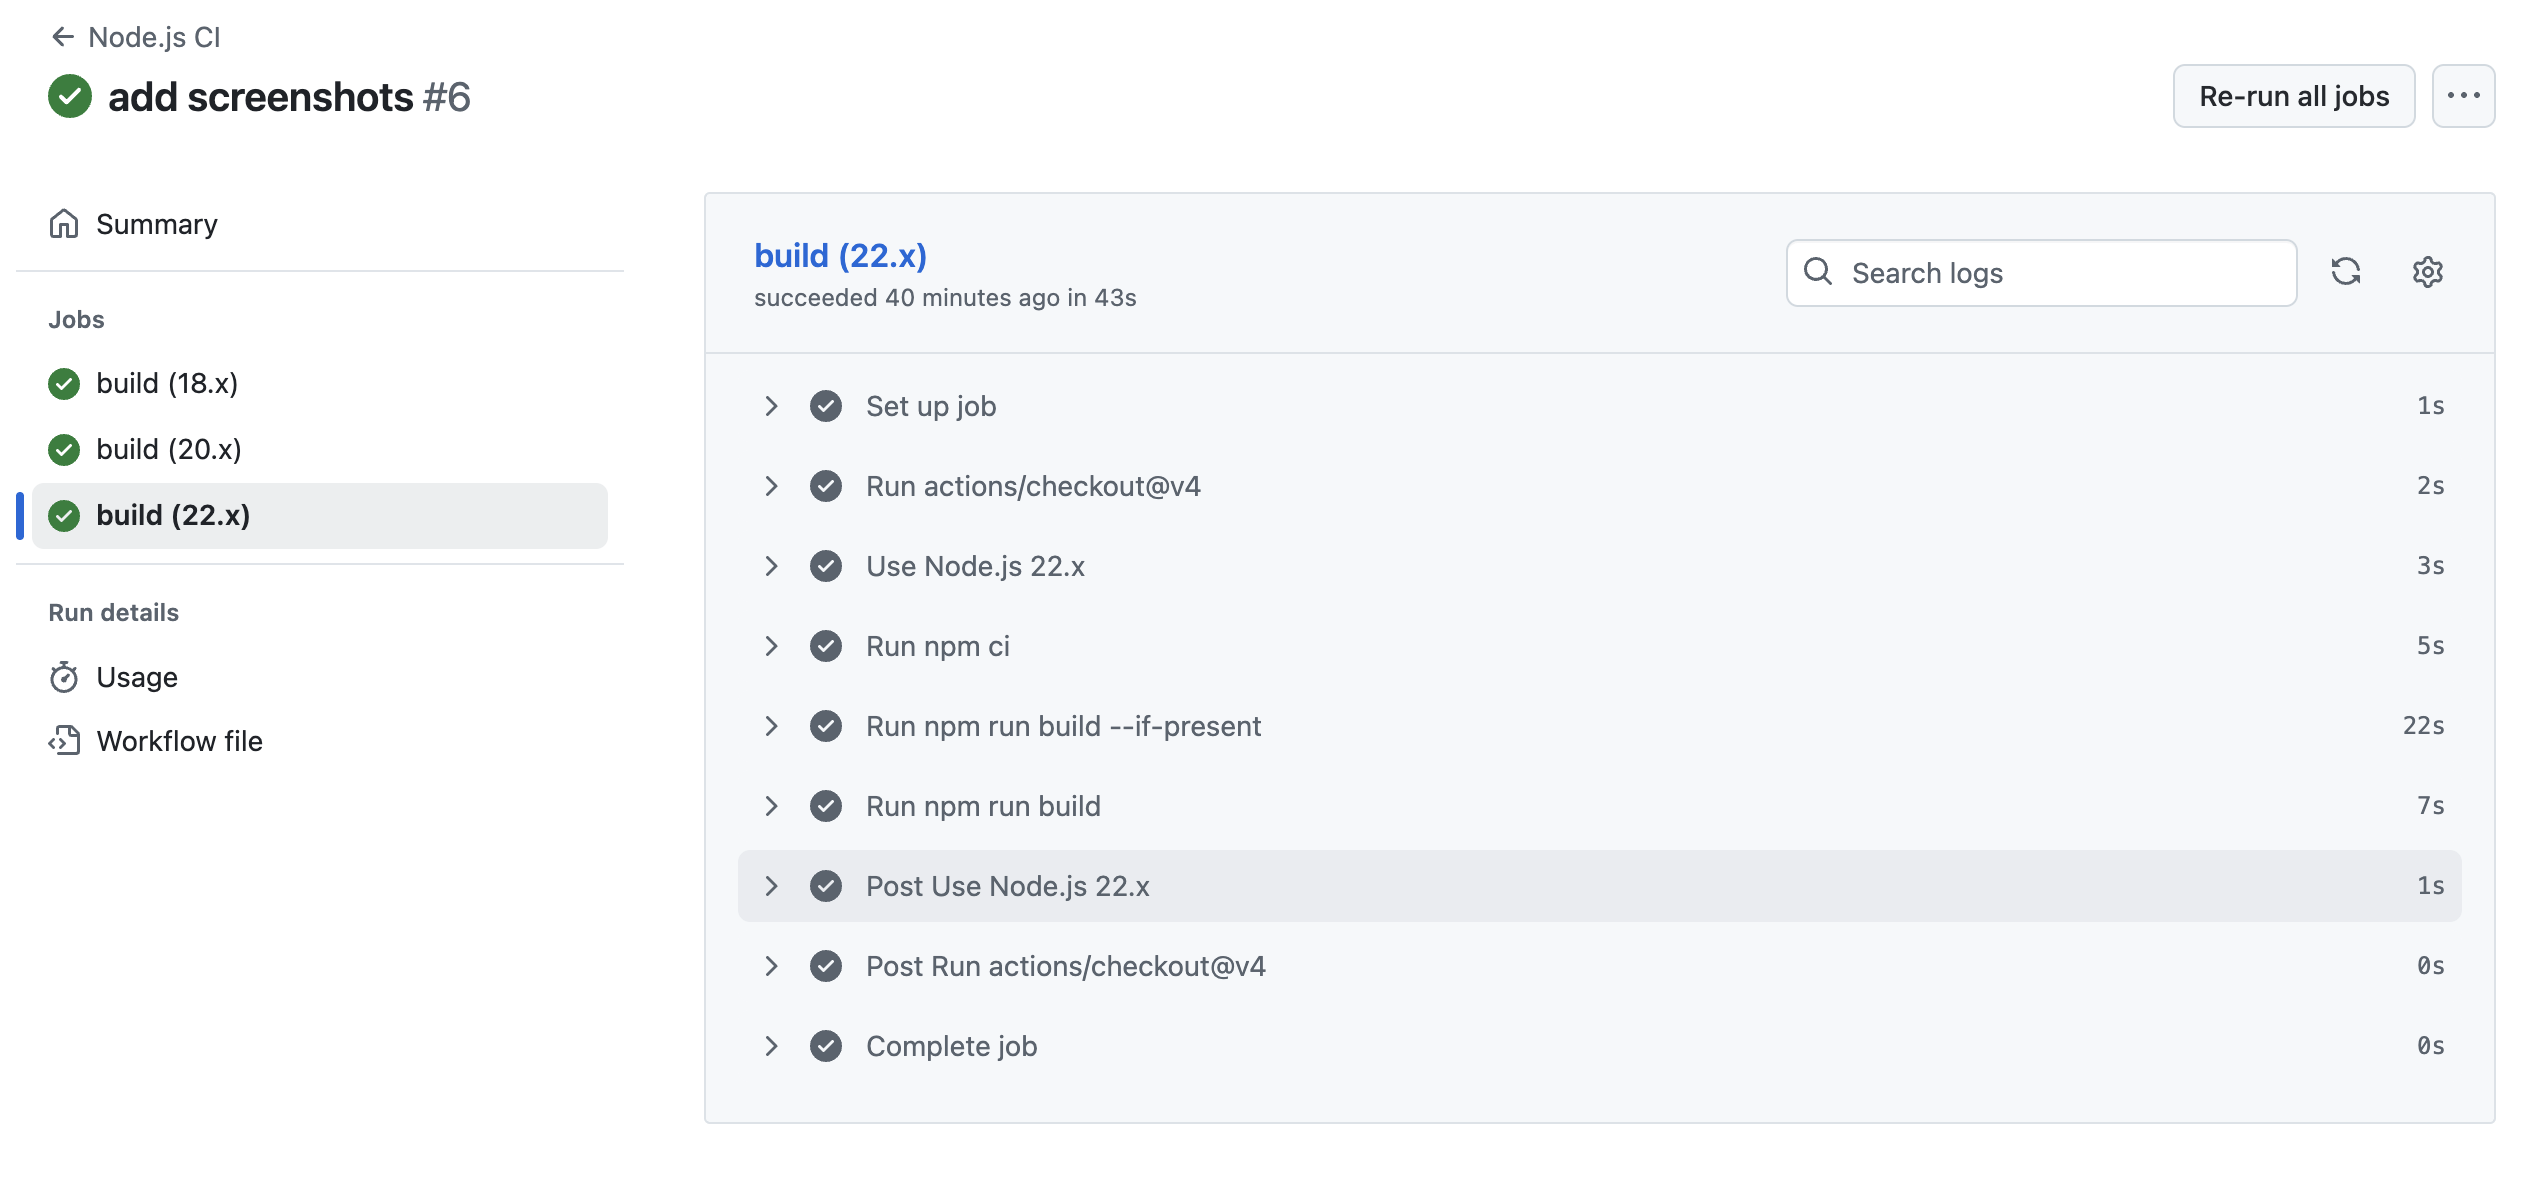 Node.js CI
add screenshots #6
Re-run all jobs
Summary
Jobs
build (18.x)
build (20.x)
build (22.x)
Run details
Usage
Workflow file
build (22.x)
succeeded 40 minutes ago in 43s
Search logs
Set up job 1s
Run actions/checkout@v4 2s
Use Node.js 22.x 3s
Run npm ci 5s
Run npm run build --if-present 22s
Run npm run build 7s
Post Use Node.js 22.x 1s
Post Run actions/checkout@v4 0s
Complete job 0s